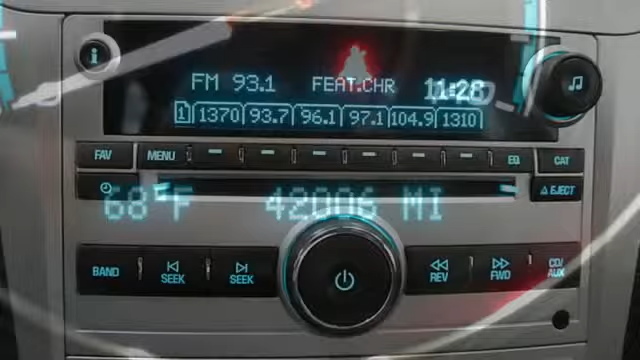 FM 93.1 FEAT.CHR 11:28
1 1370 93.7 96.1 97.1 104.9 1310
FAV MENU EQ CAT
EJECT
68°F 42006 MI
BAND SEEK SEEK REV FWD CD/AUX